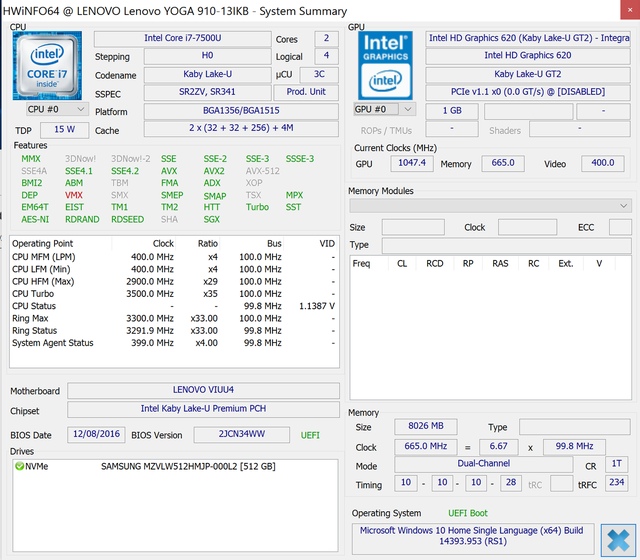 HWiNFO64 @ LENOVO Lenovo YOGA 910-13IKB - System Summary
CPU
intel
CORE i7
inside
CPU #0
TDP 15 W
Intel Core i7-7500U
Cores 2
Stepping H0
Logical 4
Codename Kaby Lake-U
µCU 3C
SSPEC SR2ZV, SR341
Prod. Unit
Platform BGA1356/BGA1515
Cache 2 x (32 + 32 + 256) + 4M
Features
MMX 3DNow! 3DNow!-2 SSE SSE-2 SSE-3 SSSE-3
SSE4A SSE4.1 SSE4.2 AVX AVX2 AVX-512
BMI2 ABM TBM FMA ADX XOP
DEP VMX SMX SMEP SMAP TSX MPX
EM64T EIST TM1 TM2 HTT Turbo SST
AES-NI RDRAND RDSEED SHA SGX
Operating Point Clock Ratio Bus VID
CPU MFM (LPM) 400.0 MHz x4 100.0 MHz -
CPU LFM (Min) 400.0 MHz x4 100.0 MHz -
CPU HFM (Max) 2900.0 MHz x29 100.0 MHz -
CPU Turbo 3500.0 MHz x35 100.0 MHz -
CPU Status - - 99.8 MHz 1.1387 V
Ring Max 3300.0 MHz x33.00 100.0 MHz -
Ring Status 3291.9 MHz x33.00 99.8 MHz -
System Agent Status 399.0 MHz x4.00 99.8 MHz -
Motherboard LENOVO VIUU4
Chipset Intel Kaby Lake-U Premium PCH
BIOS Date 12/08/2016 BIOS Version 2JCN34WW UEFI
Drives
NVMe SAMSUNG MZVLW512HMJP-000L2 [512 GB]
GPU
Intel
GRAPHICS
intel
GPU #0
Intel HD Graphics 620 (Kaby Lake-U GT2) - Integra
Intel HD Graphics 620
Kaby Lake-U GT2
PCIe v1.1 x0 (0.0 GT/s) @ [DISABLED]
1 GB -
ROPs / TMUs - Shaders -
Current Clocks (MHz)
GPU 1047.4 Memory 665.0 Video 400.0
Memory Modules
Size Clock ECC
Type
Freq CL RCD RP RAS RC Ext. V
Memory
Size 8026 MB Type
Clock 665.0 MHz = 6.67 x 99.8 MHz
Mode Dual-Channel CR 1T
Timing 10 - 10 - 10 - 28 tRC tRFC 234
Operating System UEFI Boot
Microsoft Windows 10 Home Single Language (x64) Build
14393.953 (RS1)